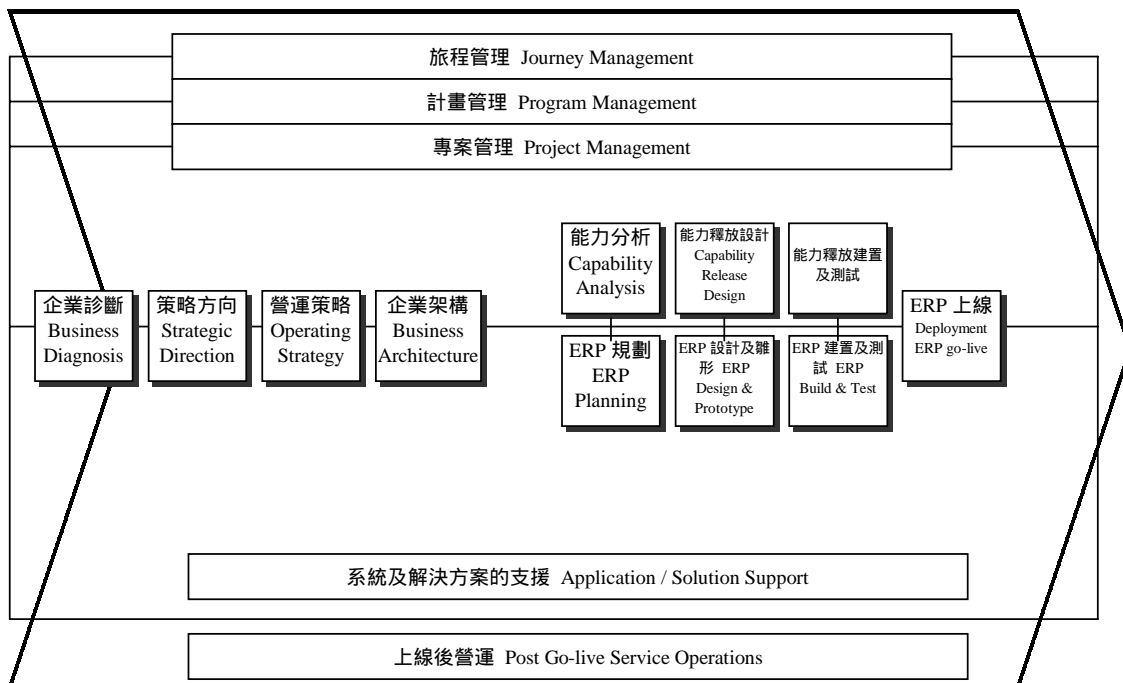 旅程管理 Journey Management
計畫管理 Program Management
專案管理 Project Management
企業診斷
Business
Diagnosis
策略方向
Strategic
Direction
營運策略
Operating
Strategy
企業架構
Business
Architecture
能力分析
Capability
Analysis
能力釋放設計
Capability
Release
Design
能力釋放建置
及測試
ERP 規劃
ERP
Planning
ERP 設計及雛
形 ERP
Design &
Prototype
ERP 建置及測
試 ERP
Build & Test
ERP 上線
Deployment
ERP go-live
系統及解決方案的支援 Application / Solution Support
上線後營運 Post Go-live Service Operations